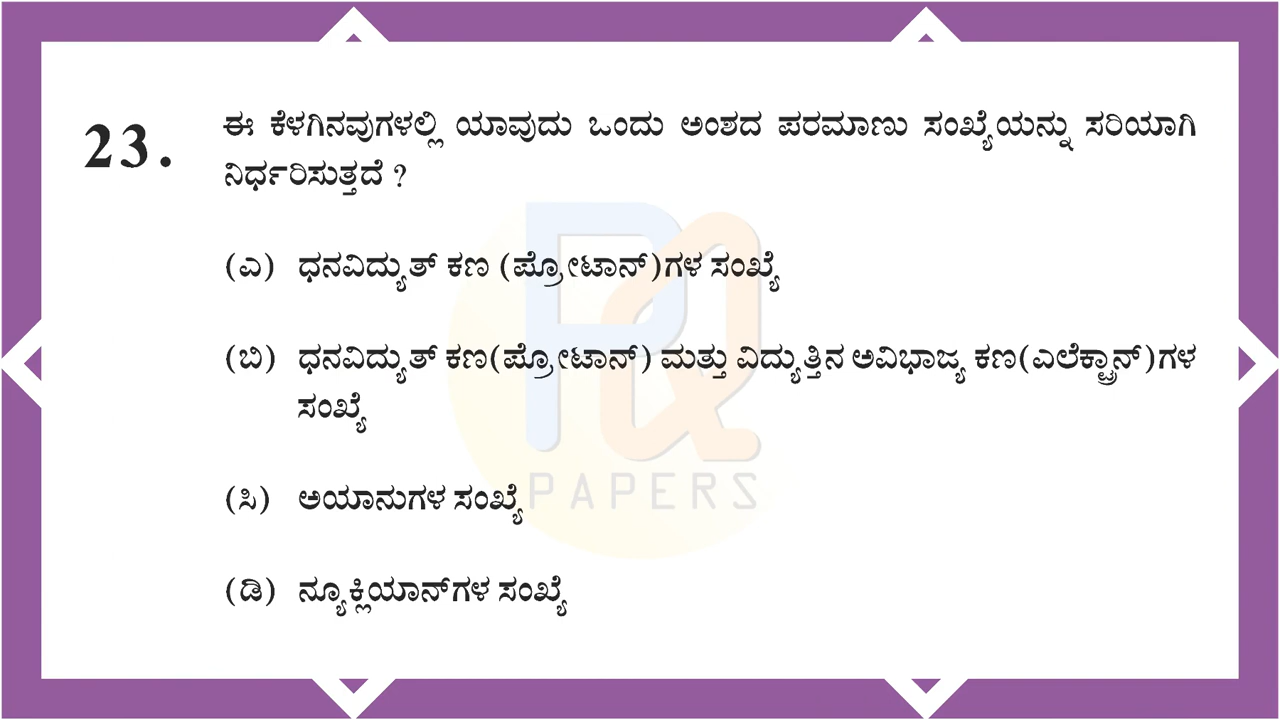 23. ಈ ಕೆಳಗಿನವುಗಳಲ್ಲಿ ಯಾವುದು ಒಂದು ಅಂಶದ ಪರಮಾಣು ಸಂಖ್ಯೆಯನ್ನು ಸರಿಯಾಗಿ
ನಿರ್ಧರಿಸುತ್ತದೆ ?
(ಎ) ಧನವಿದ್ಯುತ್ ಕಣ (ಪ್ರೋಟಾನ್)ಗಳ ಸಂಖ್ಯೆ
(ಬಿ) ಧನವಿದ್ಯುತ್ ಕಣ(ಪ್ರೋಟಾನ್) ಮತ್ತು ವಿದ್ಯುತ್ತಿನ ಅವಿಭಾಜ್ಯ ಕಣ(ಎಲೆಕ್ಟ್ರಾನ್)ಗಳ
ಸಂಖ್ಯೆ
(ಸಿ) ಅಯಾನುಗಳ ಸಂಖ್ಯೆ
PAPERS
(ಡಿ) ನ್ಯೂಕ್ಲಿಯಾನ್‌ಗಳ ಸಂಖ್ಯೆ